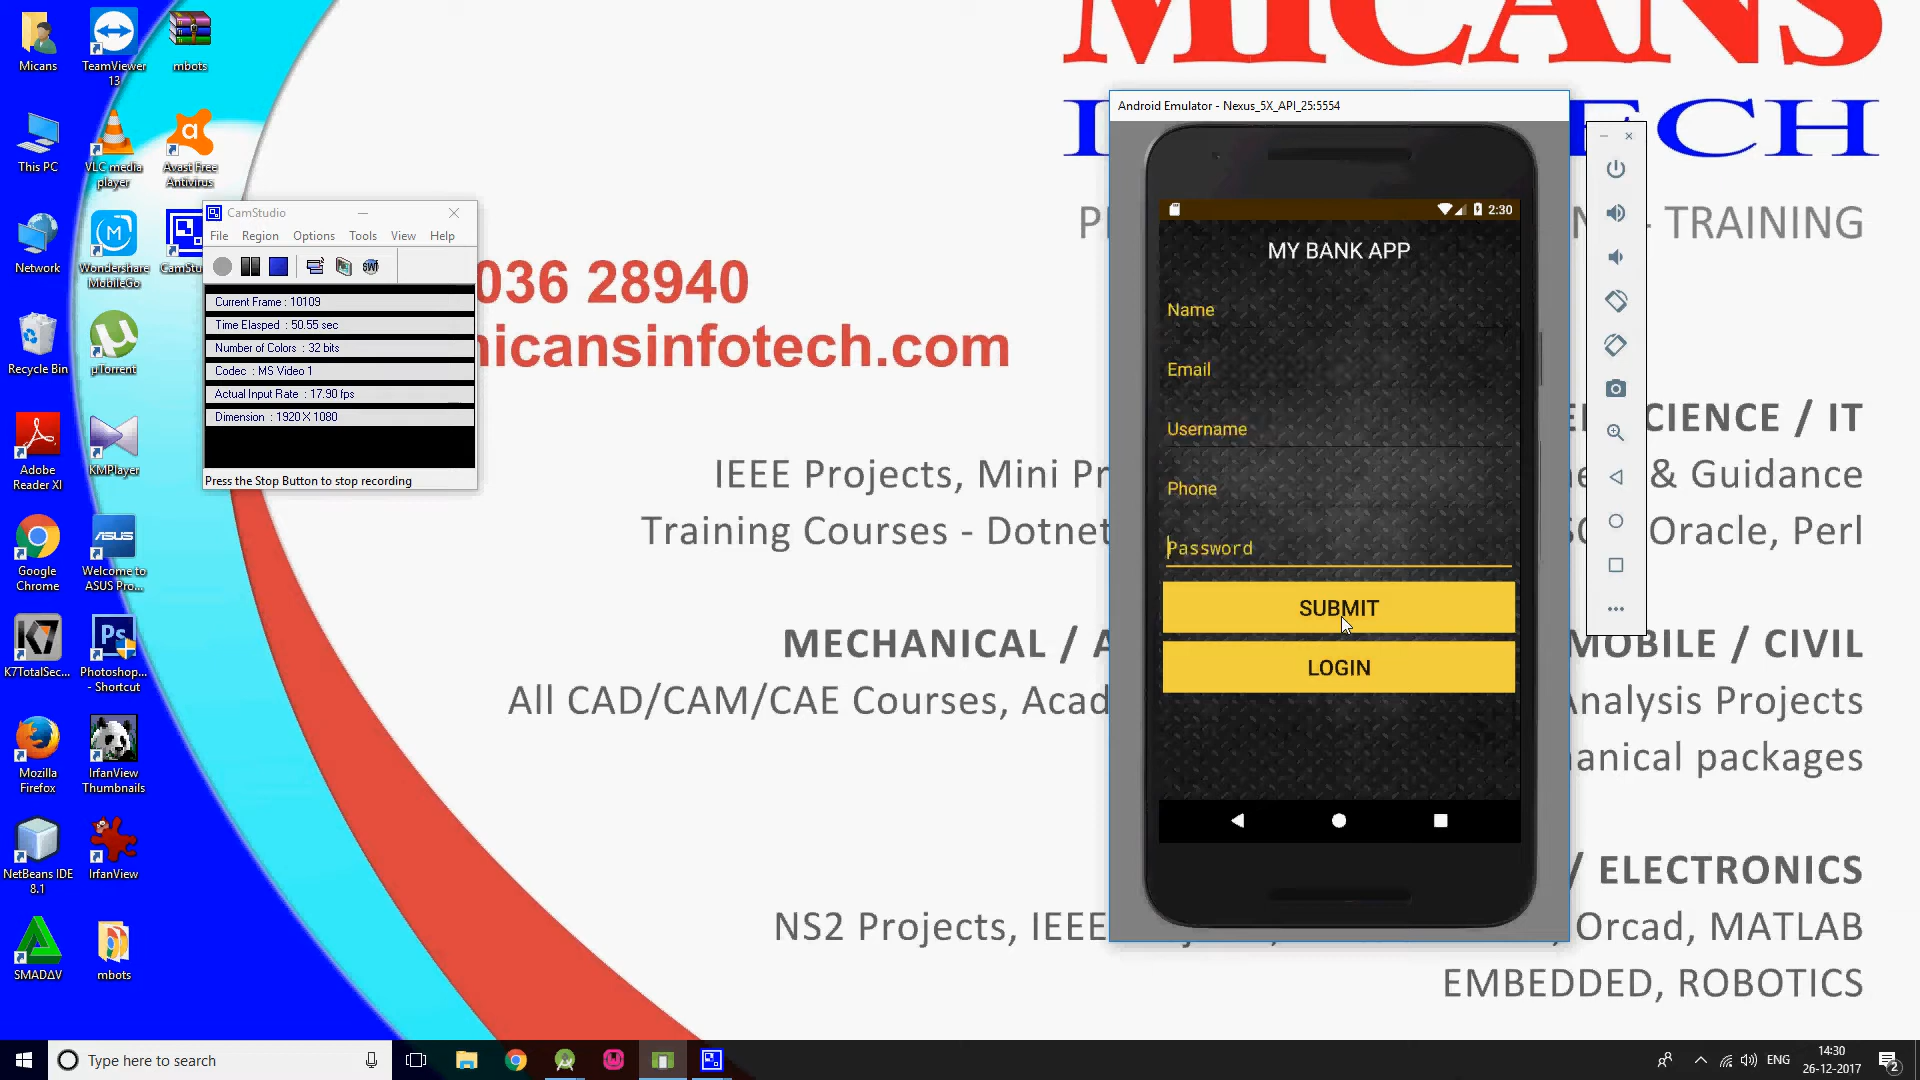 Micans
TeamViewer
13
mbots
This PC
VLC media
player
Avast Free
Antivirus
Network
Wondershare
MobileGo
CamStu
Recycle Bin
µTorrent
Adobe
Reader XI
KMPlayer
Google
Chrome
Welcome to
ASUS Pro...
K7TotalSec...
Photoshop...
- Shortcut
Mozilla
Firefox
IrfanView
Thumbnails
NetBeans IDE
8.1
IrfanView
SMADΔV
mbots
CamStudio
File Region Options Tools View Help
Current Frame : 10109
Time Elasped : 50.55 sec
Number of Colors : 32 bits
Codec : MS Video 1
Actual Input Rate : 17.90 fps
Dimension : 1920 X 1080
Press the Stop Button to stop recording
MICANS
TECH
- TRAINING
036 28940
micansinfotech.com
CIENCE / IT
IEEE Projects, Mini Pr
& Guidance
Training Courses - Dotnet
Oracle, Perl
MECHANICAL / A
MOBILE / CIVIL
All CAD/CAM/CAE Courses, Acad
Analysis Projects
anical packages
/ ELECTRONICS
NS2 Projects, IEEE
, Orcad, MATLAB
EMBEDDED, ROBOTICS
Android Emulator - Nexus_5X_API_25:5554
2:30
MY BANK APP
Name
Email
Username
Phone
Password
SUBMIT
LOGIN
Type here to search
ENG
14:30
26-12-2017
2